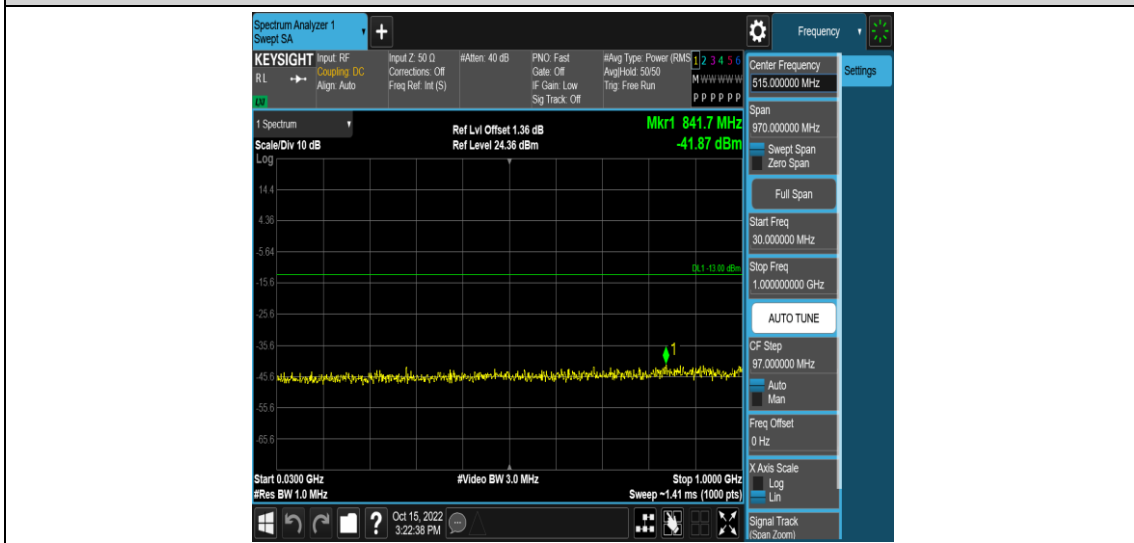 Spectrum Analyzer 1
Swept SA
+
Frequency
KEYSIGHT
RL
LXI
Input: RF
Coupling: DC
Align: Auto
Input Z: 50 Ω
Corrections: Off
Freq Ref: Int (S)
#Atten: 40 dB
PNO: Fast
Gate: Off
IF Gain: Low
Sig Track: Off
#Avg Type: Power (RMS
Avg|Hold: 50/50
Trig: Free Run
1 2 3 4 5 6
M W W W W W
P P P P P P
1 Spectrum
Scale/Div 10 dB
Log
Ref Lvl Offset 1.36 dB
Ref Level 24.36 dBm
Mkr1 841.7 MHz
-41.87 dBm
14.4
4.36
-5.64
DL1 -13.00 dBm
-15.6
-25.6
-35.6
1
-45.6
-55.6
-65.6
Start 0.0300 GHz
#Res BW 1.0 MHz
#Video BW 3.0 MHz
Stop 1.0000 GHz
Sweep ~1.41 ms (1000 pts)
Center Frequency
515.000000 MHz
Settings
Span
970.000000 MHz
Swept Span
Zero Span
Full Span
Start Freq
30.000000 MHz
Stop Freq
1.000000000 GHz
AUTO TUNE
CF Step
97.000000 MHz
Auto
Man
Freq Offset
0 Hz
X Axis Scale
Log
Lin
Signal Track
(Span Zoom)
?
Oct 15, 2022
3:22:38 PM